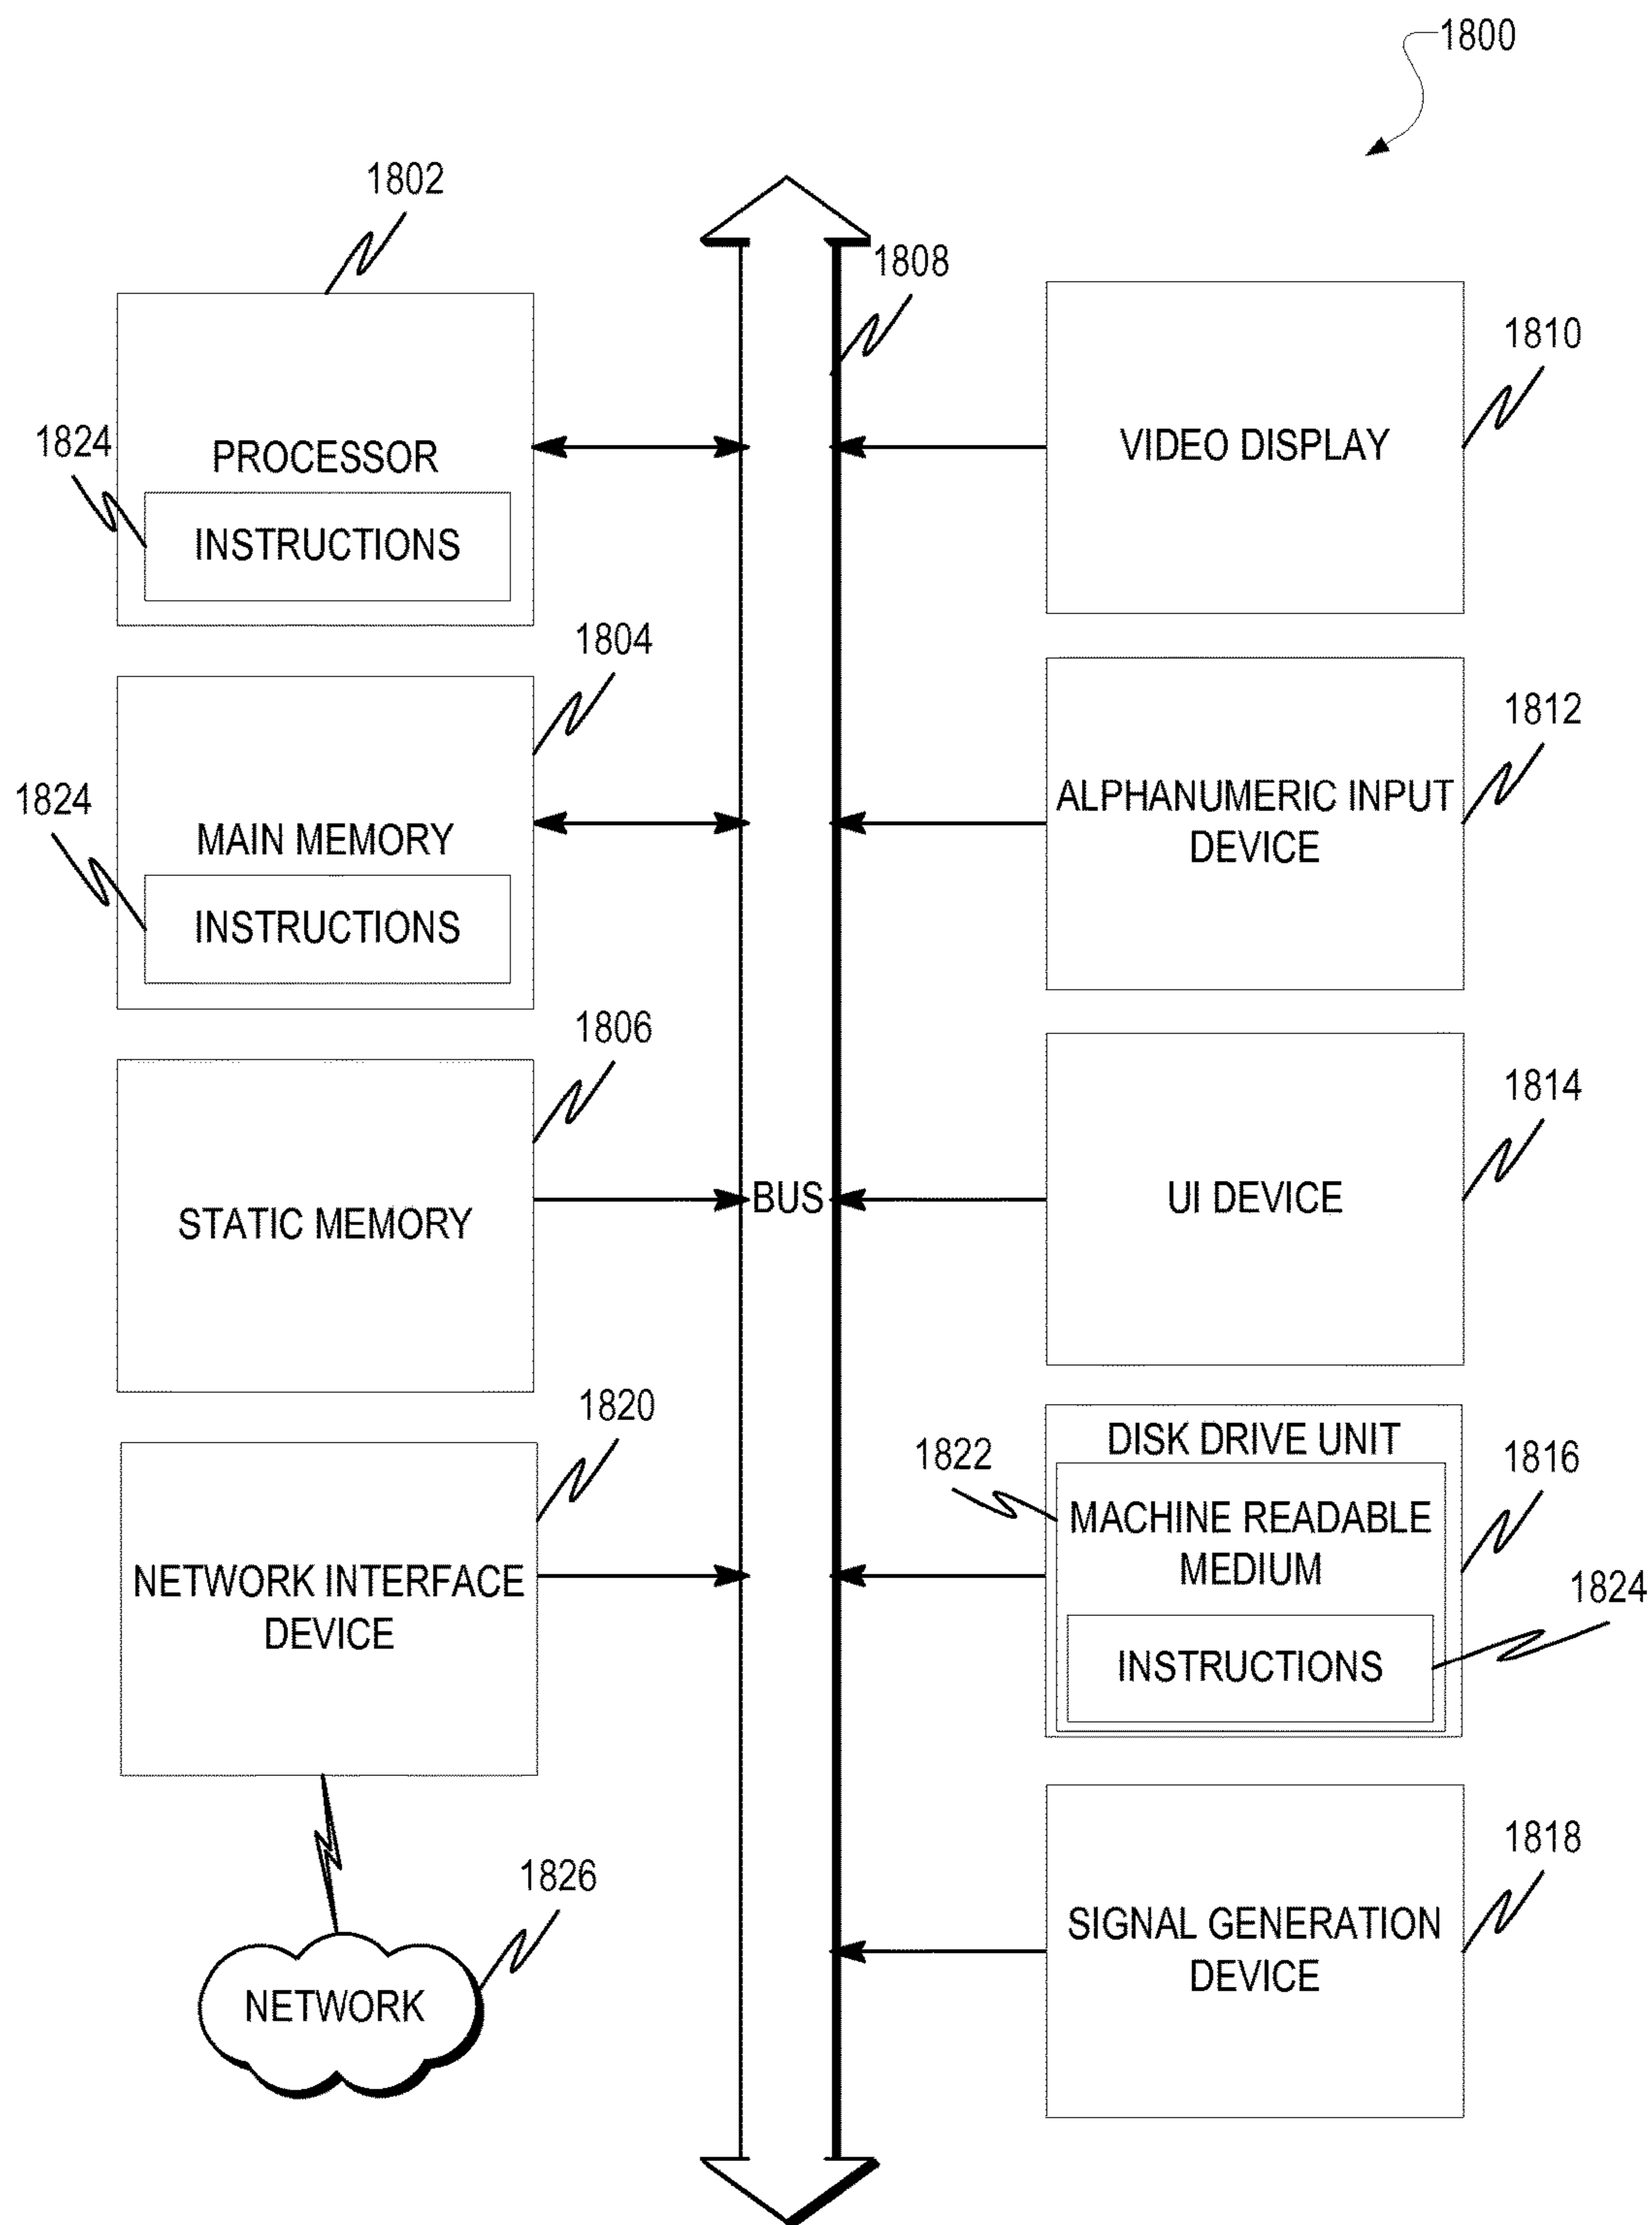 1800
1802
1808
1810
PROCESSOR
1824
INSTRUCTIONS
VIDEO DISPLAY
1804
1812
1824
MAIN MEMORY
INSTRUCTIONS
ALPHANUMERIC INPUT
DEVICE
1806
1814
STATIC MEMORY
BUS
UI DEVICE
1820
NETWORK INTERFACE
DEVICE
DISK DRIVE UNIT
1822
1816
MACHINE READABLE
MEDIUM
1824
INSTRUCTIONS
1826
NETWORK
1818
SIGNAL GENERATION
DEVICE